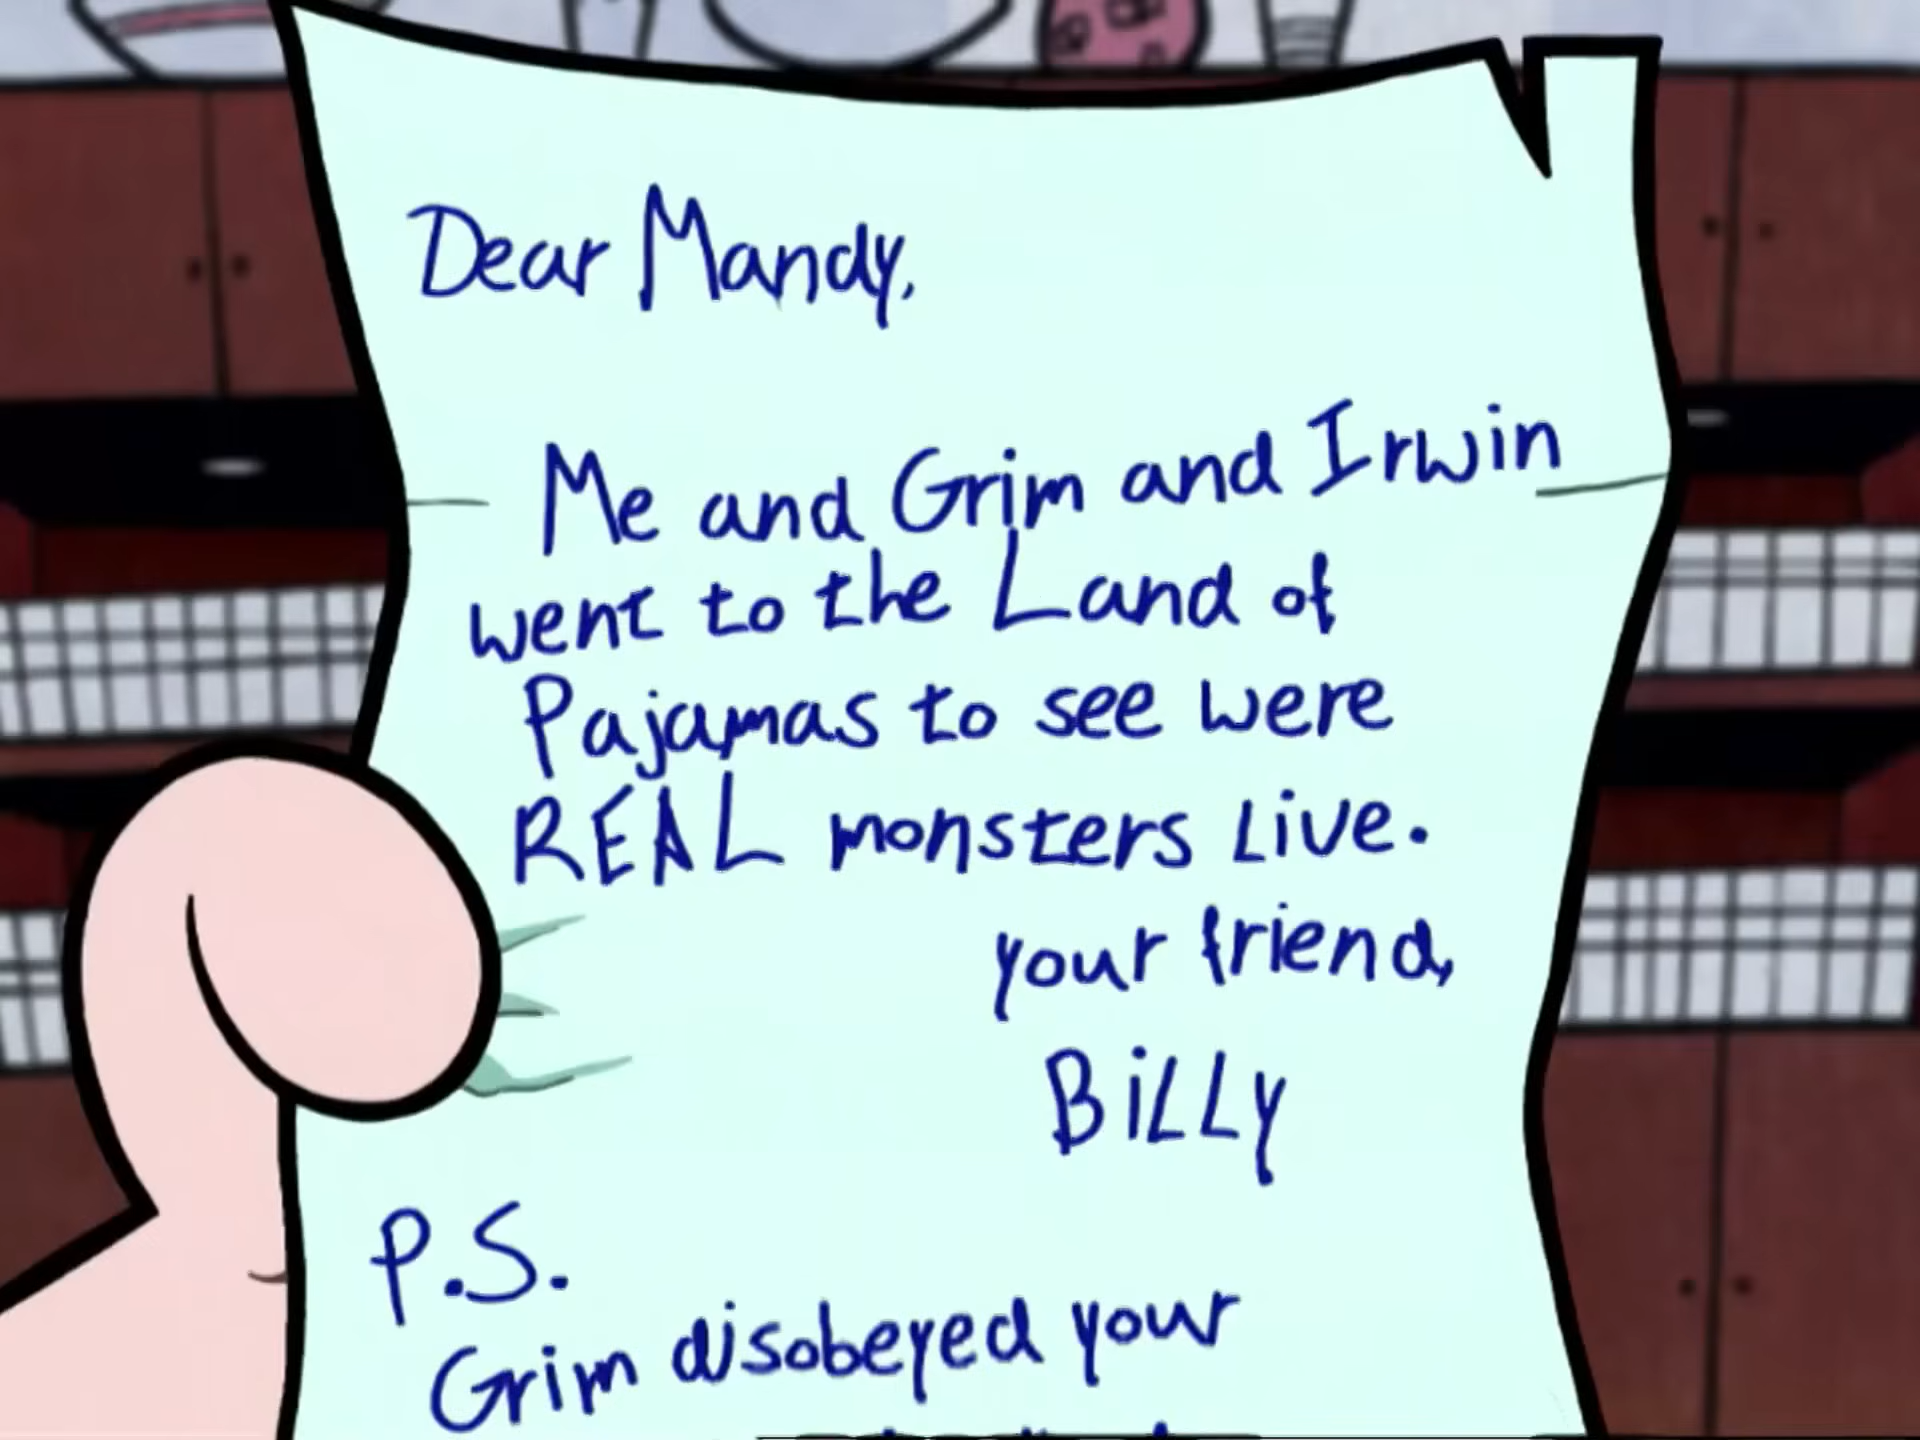 Dear Mandy,
Me and Grim and Irwin
went to the Land of
Pajamas to see were
REAL monsters Live.
your friend,
BiLLy
P.S.
Grim disobeyed your